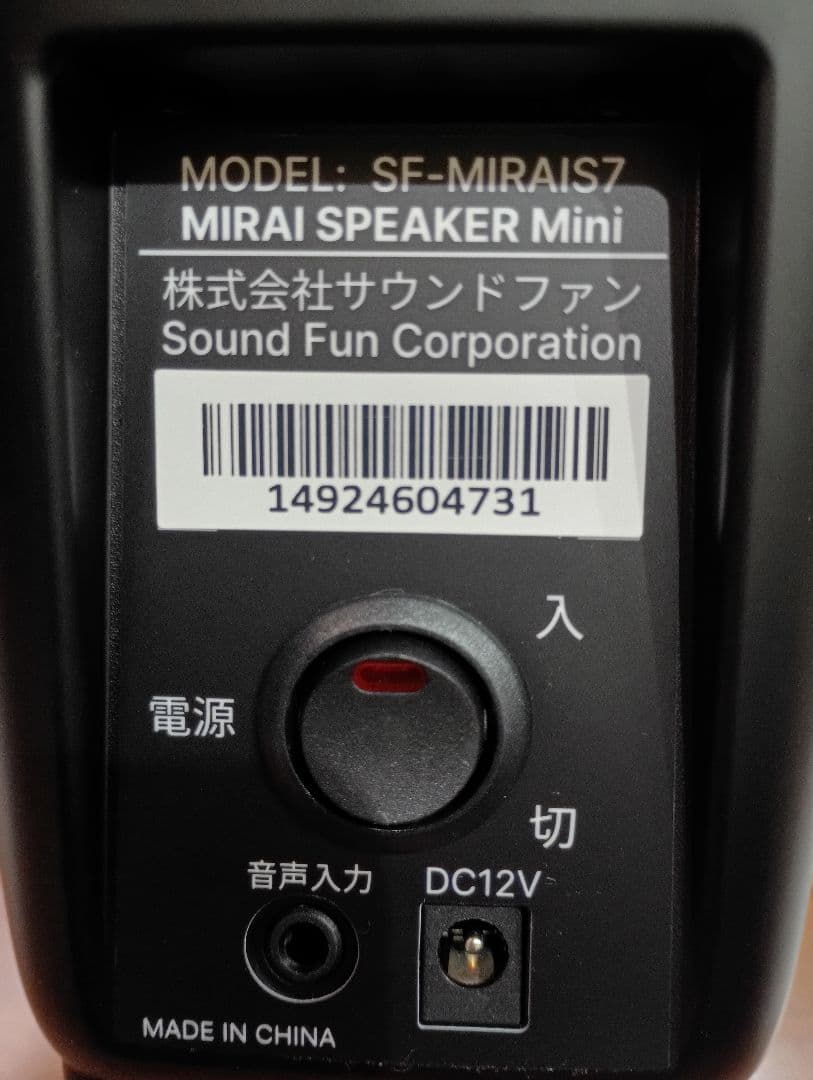 MODEL: SF-MIRAIS7
MIRAI SPEAKER Mini
株式会社サウンドファン
Sound Fun Corporation
14924604731
入
電源
切
音声入力
DC12V
MADE IN CHINA